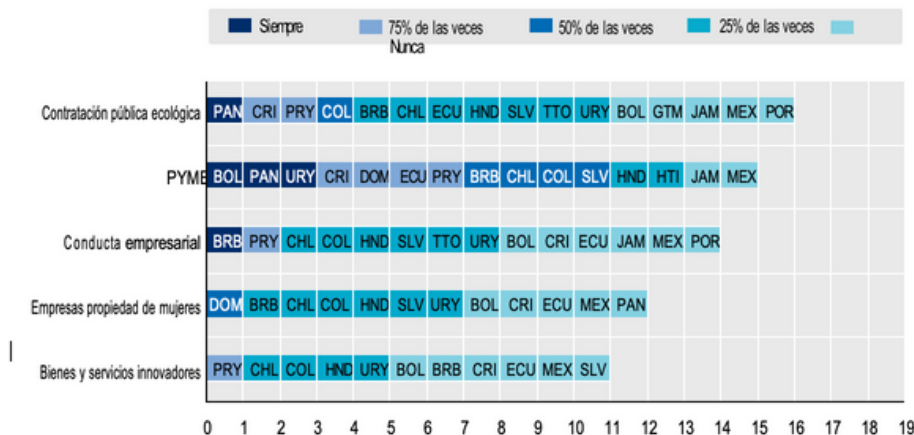 Siempre 75% de las veces 50% de las veces 25% de las veces
Nunca
Contratación pública ecológica PAN CRI PRY COL BRB CHL ECU HND SLV TTO URY BOL GTM JAM MEX POR
PYME BOL PAN URY CRI DOM ECU PRY BRB CHL COL SLV HND HTI JAM MEX
Conducta empresarial BRB PRY CHL COL HND SLV TTO URY BOL CRI ECU JAM MEX POR
Empresas propiedad de mujeres DOM BRB CHL COL HND SLV URY BOL CRI ECU MEX PAN
Bienes y servicios innovadores PRY CHL COL HND URY BOL BRB CRI ECU MEX SLV
0 1 2 3 4 5 6 7 8 9 10 11 12 13 14 15 16 17 18 19